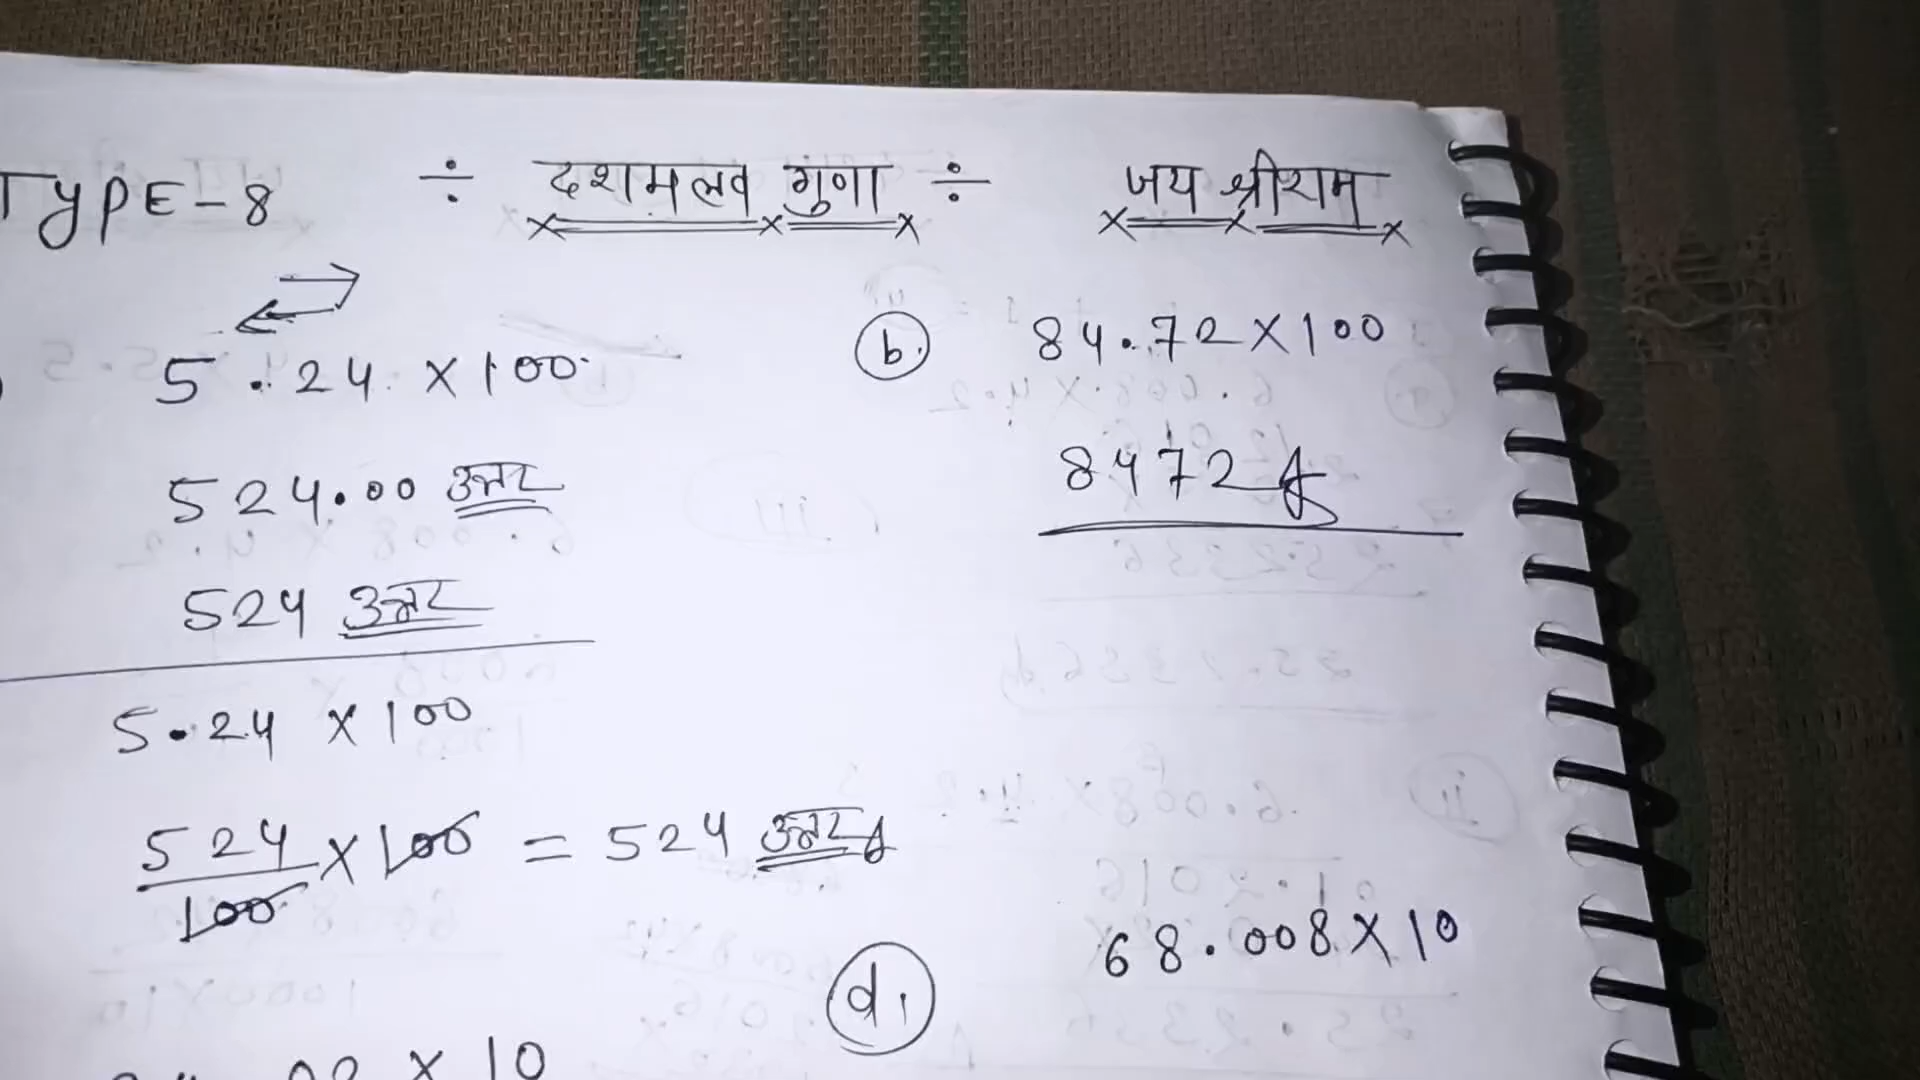 TYPE-8 ÷ दशमलव गुणा ÷ जय श्रीराम
5.24 × 100
524.00 उत्तर
524 उत्तर
5.24 × 100
524/100 × 100 = 524 उत्तर
b. 84.72 × 100
8472
d. 68.008 × 10
× 10